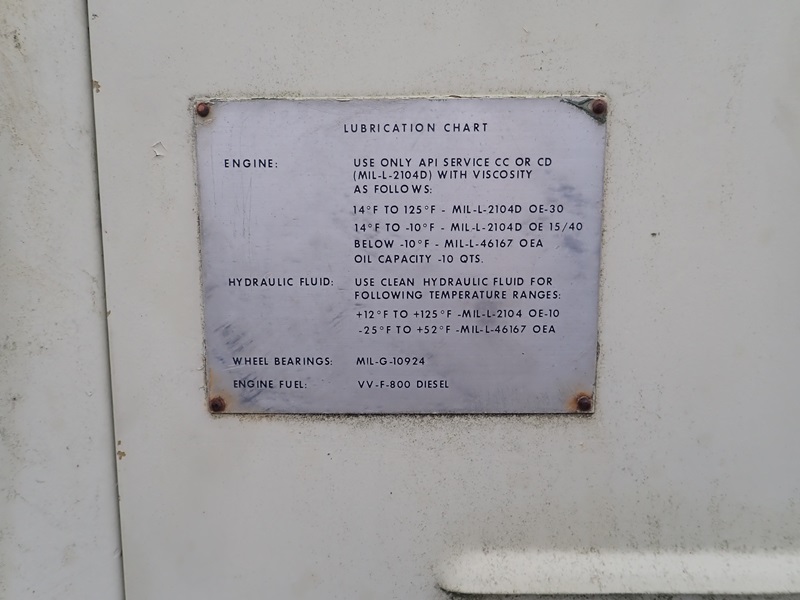 LUBRICATION CHART
ENGINE: USE ONLY API SERVICE CC OR CD
(MIL-L-2104D) WITH VISCOSITY
AS FOLLOWS:
14°F TO 125°F - MIL-L-2104D OE-30
14°F TO -10°F - MIL-L-2104D OE 15/40
BELOW -10°F - MIL-L-46167 OEA
OIL CAPACITY -10 QTS.
HYDRAULIC FLUID: USE CLEAN HYDRAULIC FLUID FOR
FOLLOWING TEMPERATURE RANGES:
+12°F TO +125°F -MIL-L-2104 OE-10
-25°F TO +52°F -MIL-L-46167 OEA
WHEEL BEARINGS: MIL-G-10924
ENGINE FUEL: VV-F-800 DIESEL